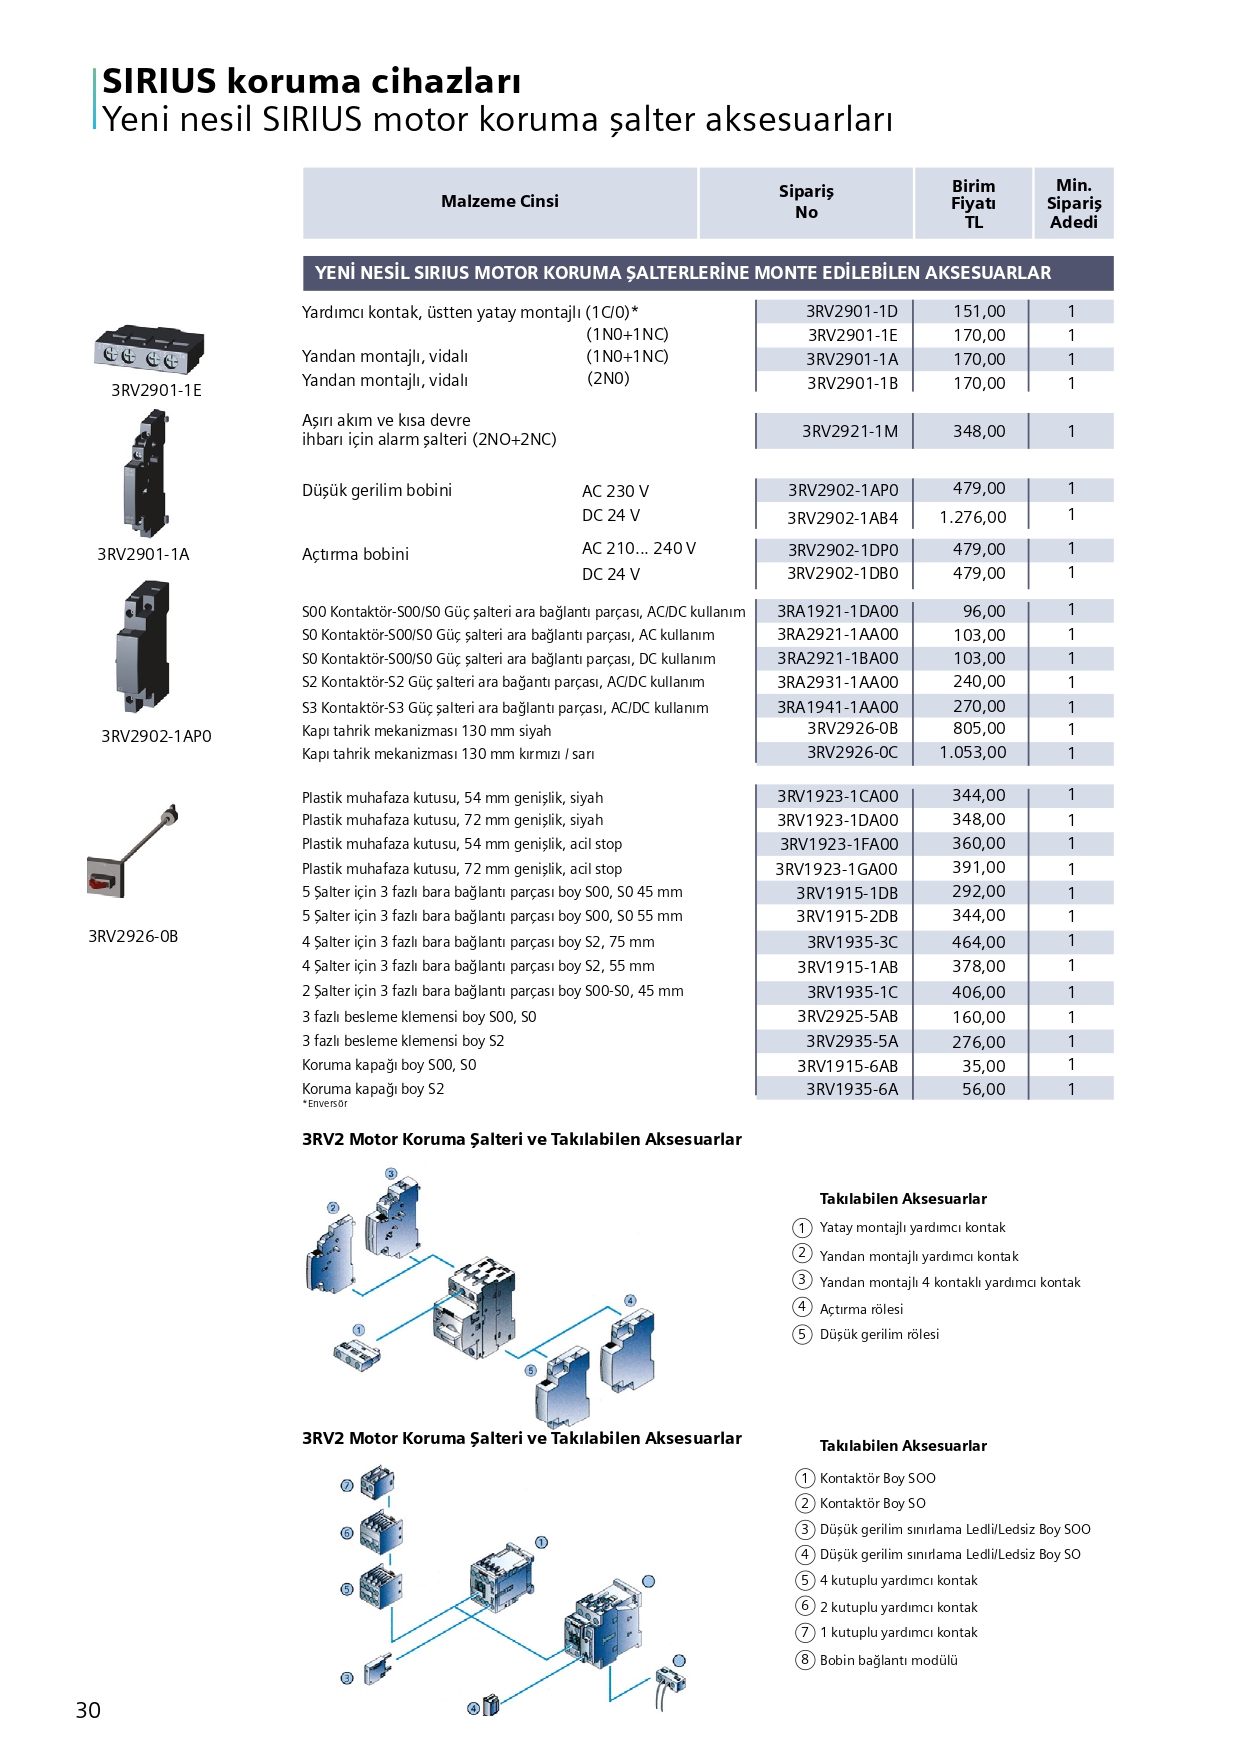 SIRIUS koruma cihazları
Yeni nesil SIRIUS motor koruma şalter aksesuarları
Malzeme Cinsi
Sipariş
No
Birim
Fiyatı
TL
Min.
Sipariş
Adedi
YENİ NESİL SIRIUS MOTOR KORUMA ŞALTERLERİNE MONTE EDİLEBİLEN AKSESUARLAR
Yardımcı kontak, üstten yatay montajlı (1C/0)* 3RV2901-1D 151,00 1
(1N0+1NC) 3RV2901-1E 170,00 1
Yandan montajlı, vidalı (1N0+1NC) 3RV2901-1A 170,00 1
Yandan montajlı, vidalı (2N0) 3RV2901-1B 170,00 1
3RV2901-1E
Aşırı akım ve kısa devre
ihbarı için alarm şalteri (2NO+2NC) 3RV2921-1M 348,00 1
Düşük gerilim bobini AC 230 V 3RV2902-1AP0 479,00 1
DC 24 V 3RV2902-1AB4 1.276,00 1
3RV2901-1A
Açtırma bobini AC 210... 240 V 3RV2902-1DP0 479,00 1
DC 24 V 3RV2902-1DB0 479,00 1
S00 Kontaktör-S00/S0 Güç şalteri ara bağlantı parçası, AC/DC kullanım 3RA1921-1DA00 96,00 1
S0 Kontaktör-S00/S0 Güç şalteri ara bağlantı parçası, AC kullanım 3RA2921-1AA00 103,00 1
S0 Kontaktör-S00/S0 Güç şalteri ara bağlantı parçası, DC kullanım 3RA2921-1BA00 103,00 1
S2 Kontaktör-S2 Güç şalteri ara bağantı parçası, AC/DC kullanım 3RA2931-1AA00 240,00 1
S3 Kontaktör-S3 Güç şalteri ara bağlantı parçası, AC/DC kullanım 3RA1941-1AA00 270,00 1
Kapı tahrik mekanizması 130 mm siyah 3RV2926-0B 805,00 1
Kapı tahrik mekanizması 130 mm kırmızı / sarı 3RV2926-0C 1.053,00 1
3RV2902-1AP0
Plastik muhafaza kutusu, 54 mm genişlik, siyah 3RV1923-1CA00 344,00 1
Plastik muhafaza kutusu, 72 mm genişlik, siyah 3RV1923-1DA00 348,00 1
Plastik muhafaza kutusu, 54 mm genişlik, acil stop 3RV1923-1FA00 360,00 1
Plastik muhafaza kutusu, 72 mm genişlik, acil stop 3RV1923-1GA00 391,00 1
5 Şalter için 3 fazlı bara bağlantı parçası boy S00, S0 45 mm 3RV1915-1DB 292,00 1
5 Şalter için 3 fazlı bara bağlantı parçası boy S00, S0 55 mm 3RV1915-2DB 344,00 1
4 Şalter için 3 fazlı bara bağlantı parçası boy S2, 75 mm 3RV1935-3C 464,00 1
4 Şalter için 3 fazlı bara bağlantı parçası boy S2, 55 mm 3RV1915-1AB 378,00 1
2 Şalter için 3 fazlı bara bağlantı parçası boy S00-S0, 45 mm 3RV1935-1C 406,00 1
3 fazlı besleme klemensi boy S00, S0 3RV2925-5AB 160,00 1
3 fazlı besleme klemensi boy S2 3RV2935-5A 276,00 1
Koruma kapağı boy S00, S0 3RV1915-6AB 35,00 1
Koruma kapağı boy S2 3RV1935-6A 56,00 1
*Enversör
3RV2926-0B
3RV2 Motor Koruma Şalteri ve Takılabilen Aksesuarlar
3
2
1
4
5
Takılabilen Aksesuarlar
1 Yatay montajlı yardımcı kontak
2 Yandan montajlı yardımcı kontak
3 Yandan montajlı 4 kontaklı yardımcı kontak
4 Açtırma rölesi
5 Düşük gerilim rölesi
3RV2 Motor Koruma Şalteri ve Takılabilen Aksesuarlar
7
6
1
5
3
4
Takılabilen Aksesuarlar
1 Kontaktör Boy SOO
2 Kontaktör Boy SO
3 Düşük gerilim sınırlama Ledli/Ledsiz Boy SOO
4 Düşük gerilim sınırlama Ledli/Ledsiz Boy SO
5 4 kutuplu yardımcı kontak
6 2 kutuplu yardımcı kontak
7 1 kutuplu yardımcı kontak
8 Bobin bağlantı modülü
30